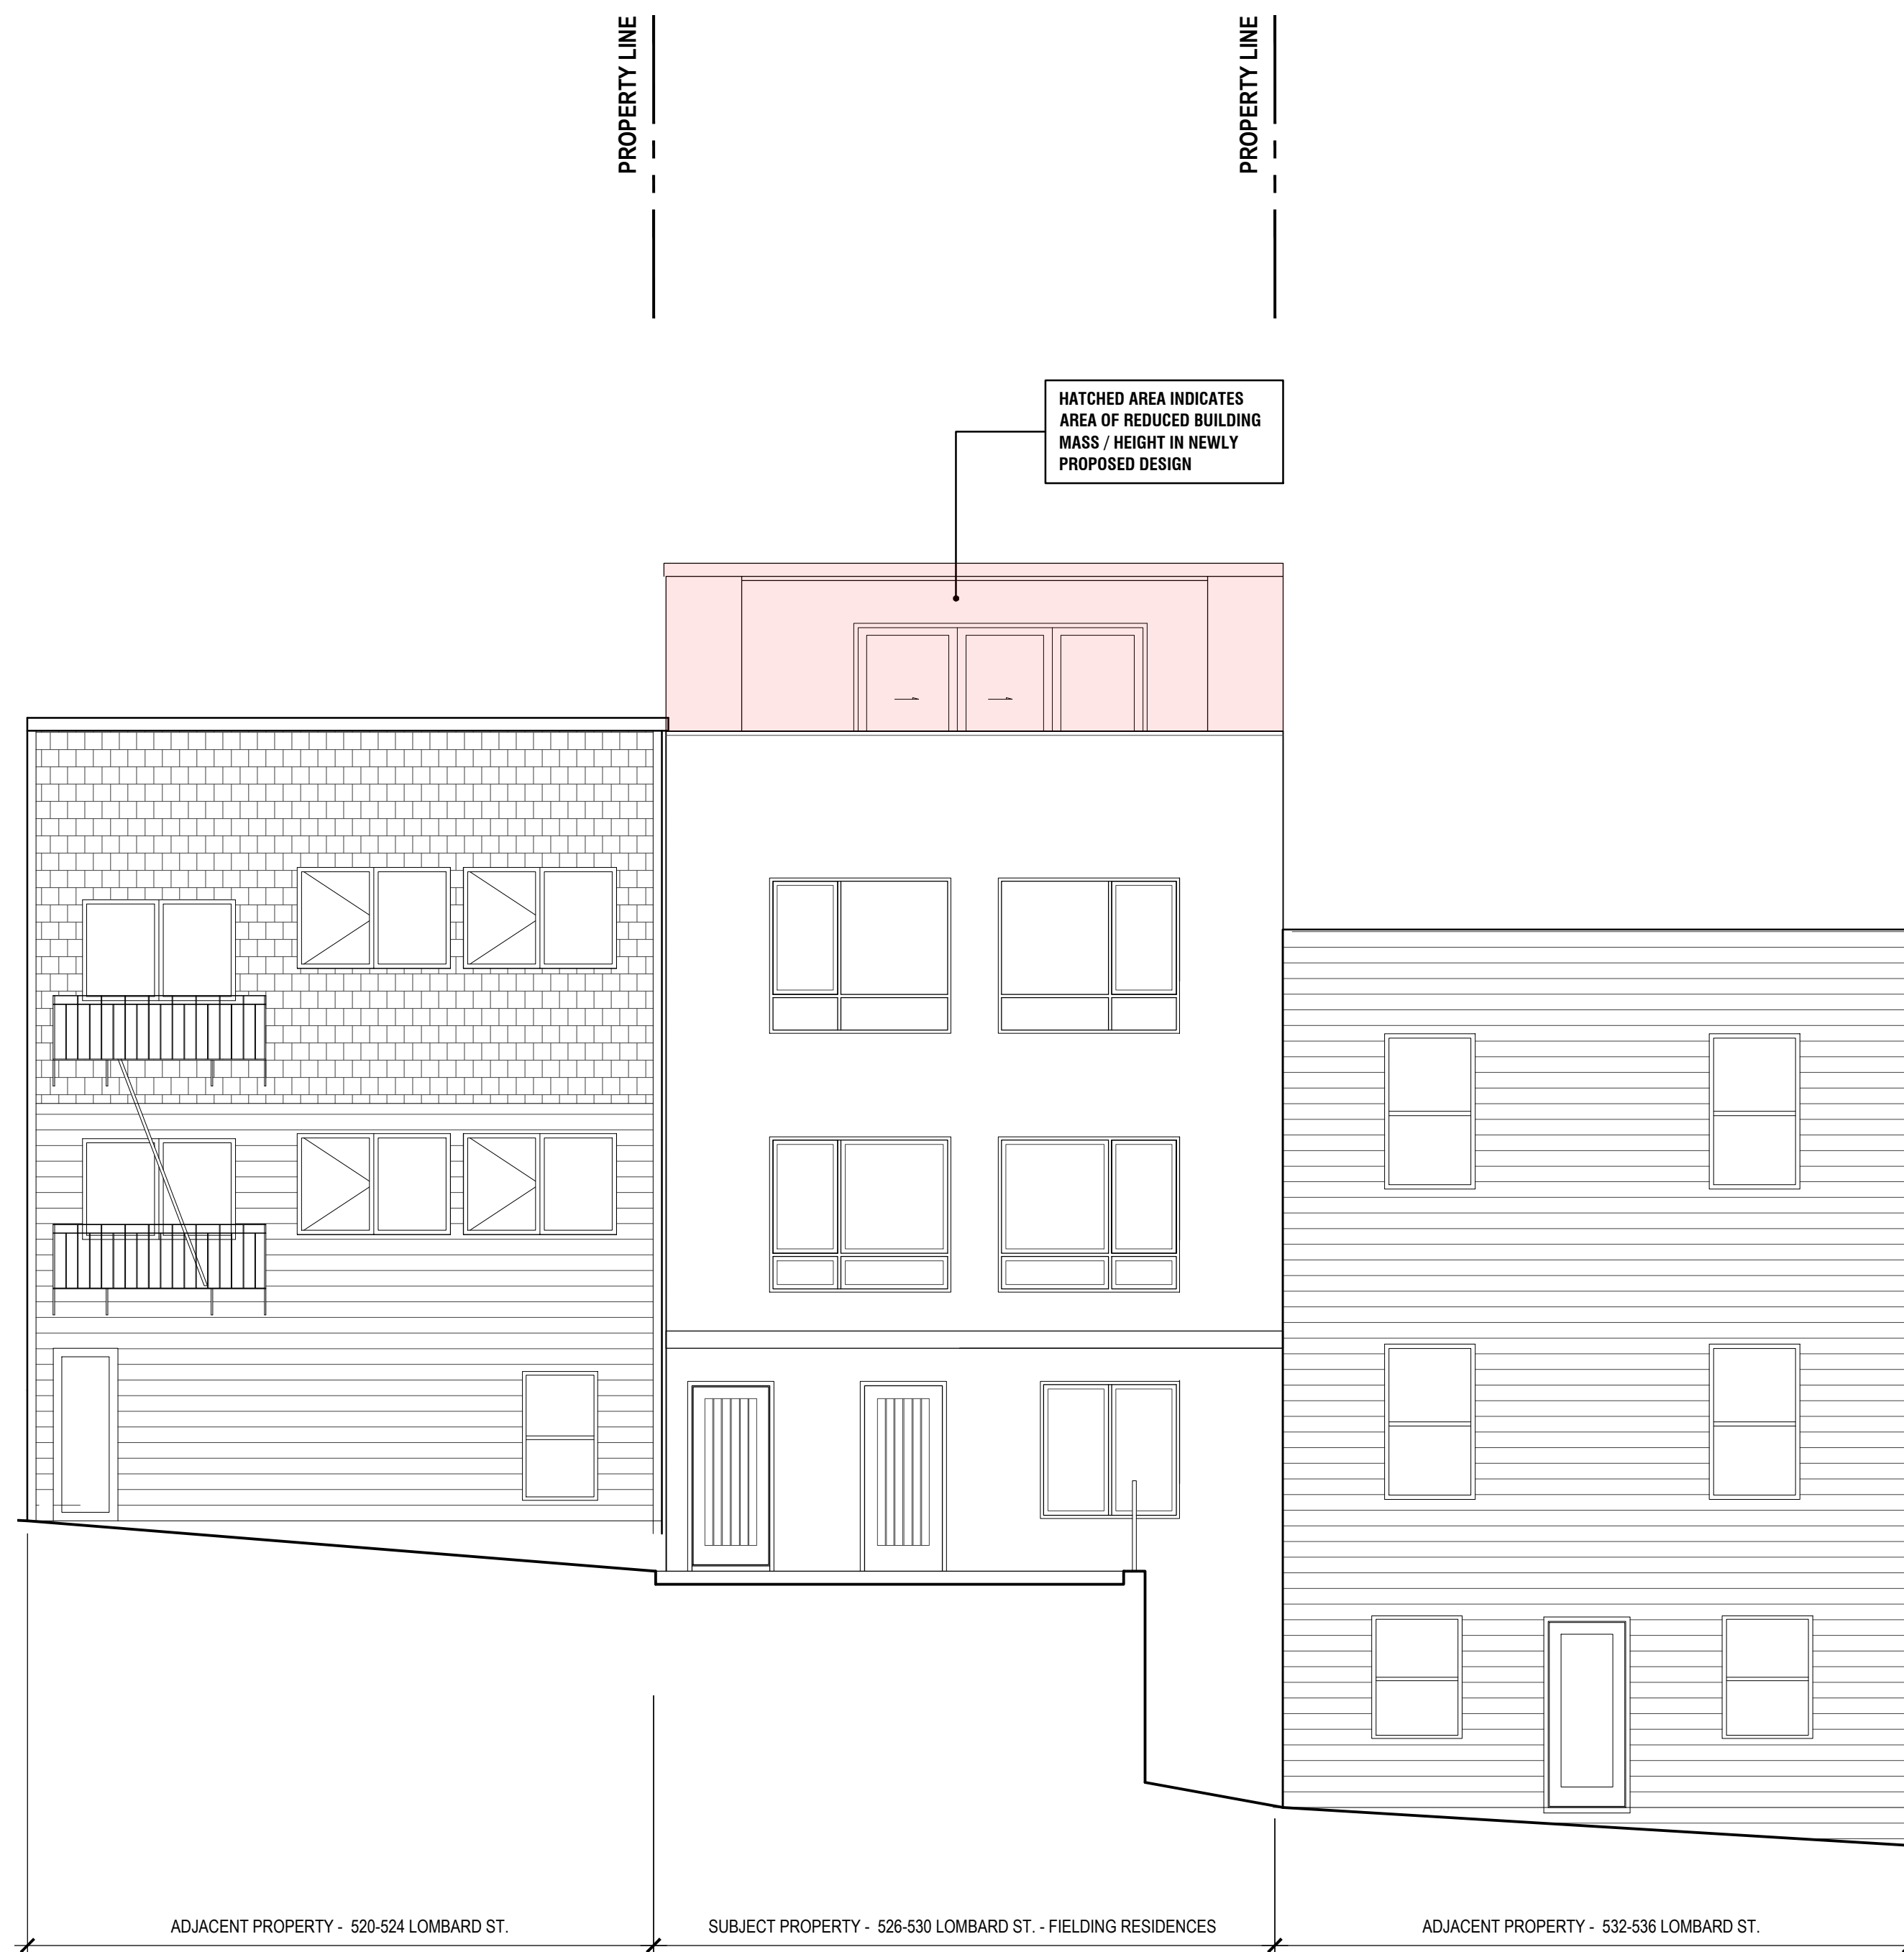 PROPERTY LINE
PROPERTY LINE
HATCHED AREA INDICATES
AREA OF REDUCED BUILDING
MASS / HEIGHT IN NEWLY
PROPOSED DESIGN
ADJACENT PROPERTY - 520-524 LOMBARD ST.
SUBJECT PROPERTY - 526-530 LOMBARD ST. - FIELDING RESIDENCES
ADJACENT PROPERTY - 532-536 LOMBARD ST.